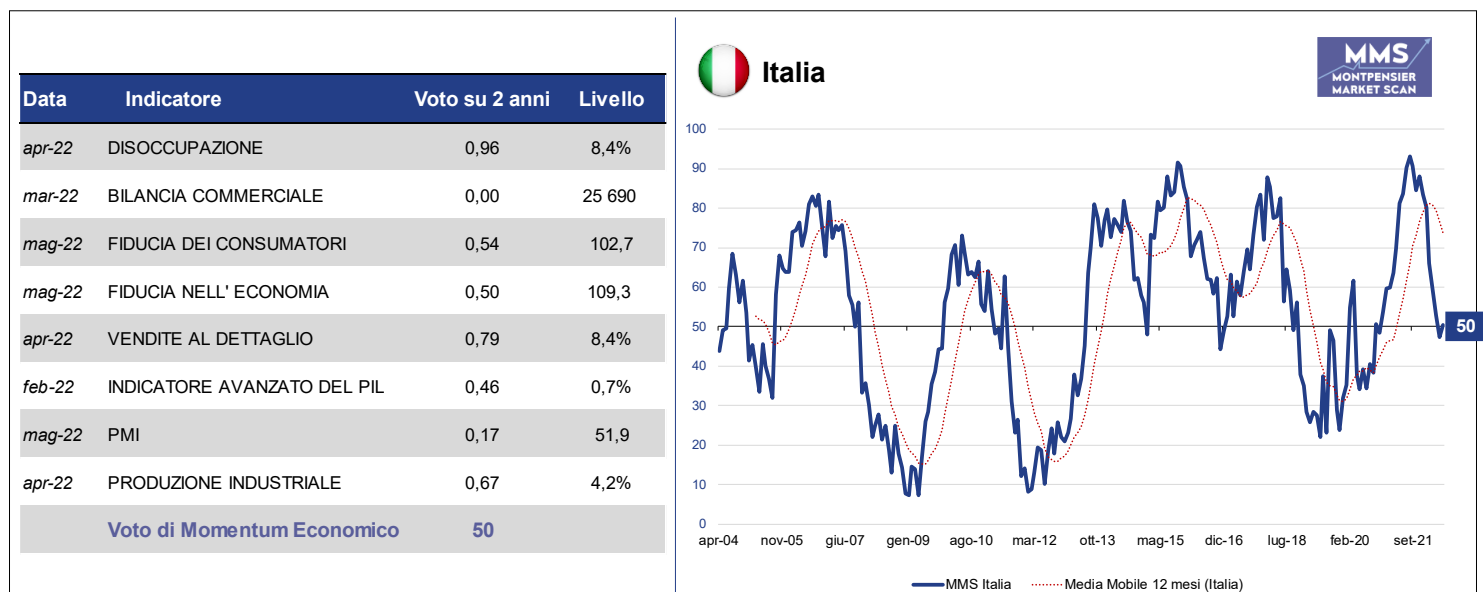 Data Indicatore Voto su 2 anni Livello
apr-22 DISOCCUPAZIONE 0,96 8,4%
mar-22 BILANCIA COMMERCIALE 0,00 25 690
mag-22 FIDUCIA DEI CONSUMATORI 0,54 102,7
mag-22 FIDUCIA NELL' ECONOMIA 0,50 109,3
apr-22 VENDITE AL DETTAGLIO 0,79 8,4%
feb-22 INDICATORE AVANZATO DEL PIL 0,46 0,7%
mag-22 PMI 0,17 51,9
apr-22 PRODUZIONE INDUSTRIALE 0,67 4,2%
Voto di Momentum Economico 50
Italia
MMS
MONTPENSIER
MARKET SCAN
100
90
80
70
60
50
40
30
20
10
0
50
apr-04 nov-05 giu-07 gen-09 ago-10 mar-12 ott-13 mag-15 dic-16 lug-18 feb-20 set-21
MMS Italia Media Mobile 12 mesi (Italia)